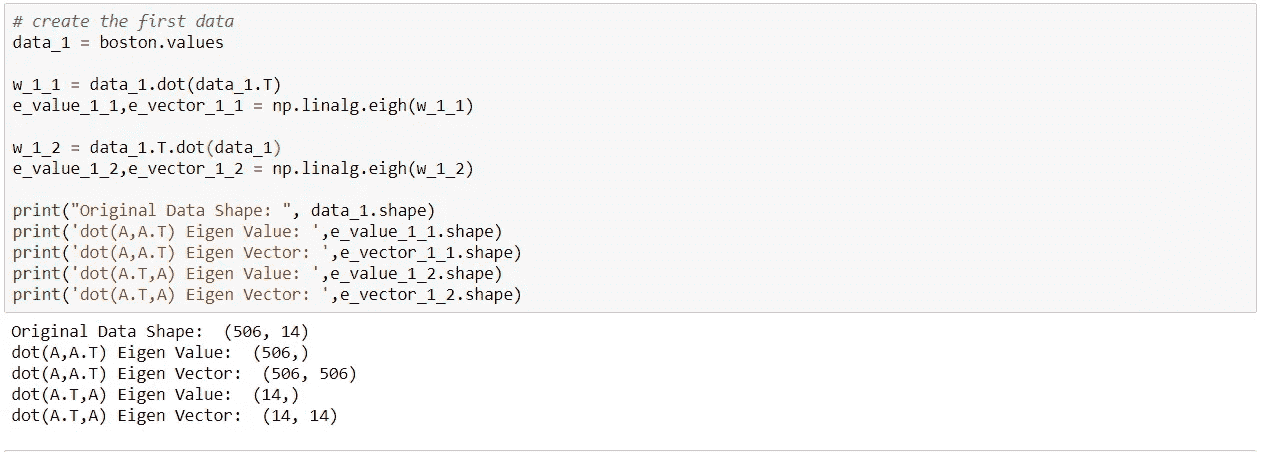 # create the first data
data_1 = boston.values
w_1_1 = data_1.dot(data_1.T)
e_value_1_1,e_vector_1_1 = np.linalg.eigh(w_1_1)
w_1_2 = data_1.T.dot(data_1)
e_value_1_2,e_vector_1_2 = np.linalg.eigh(w_1_2)
print("Original Data Shape: ", data_1.shape)
print('dot(A,A.T) Eigen Value: ',e_value_1_1.shape)
print('dot(A,A.T) Eigen Vector: ',e_vector_1_1.shape)
print('dot(A.T,A) Eigen Value: ',e_value_1_2.shape)
print('dot(A.T,A) Eigen Vector: ',e_vector_1_2.shape)
Original Data Shape:  (506, 14)
dot(A,A.T) Eigen Value:  (506,)
dot(A,A.T) Eigen Vector:  (506, 506)
dot(A.T,A) Eigen Value:  (14,)
dot(A.T,A) Eigen Vector:  (14, 14)